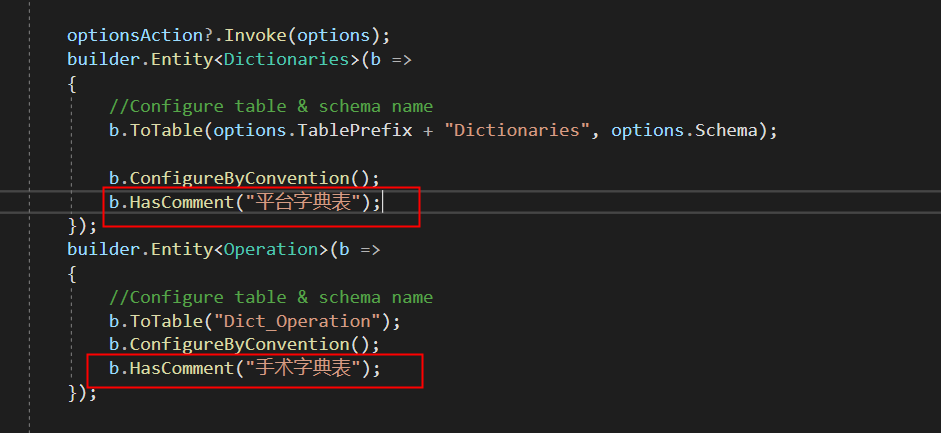 optionsAction?.Invoke(options);
builder.Entity<Dictionaries>(b =>
{
//Configure table & schema name
b.ToTable(options.TablePrefix + "Dictionaries", options.Schema);
b.ConfigureByConvention();
b.HasComment("平台字典表");
});
builder.Entity<Operation>(b =>
{
//Configure table & schema name
b.ToTable("Dict_Operation");
b.ConfigureByConvention();
b.HasComment("手术字典表");
});